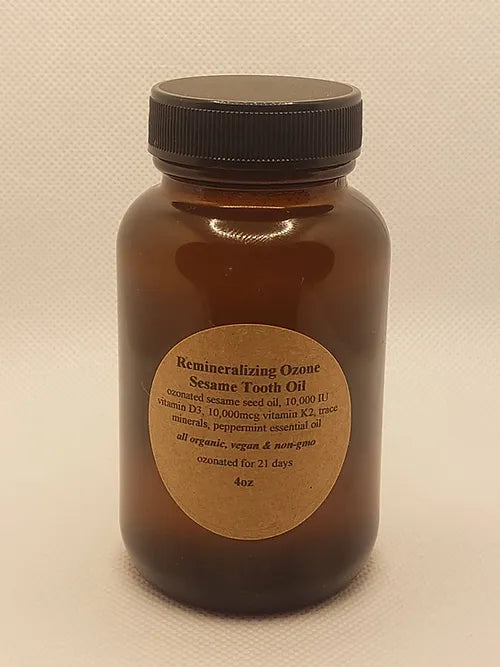 Remineralizing Ozone
Sesame Tooth Oil
ozonated sesame seed oil, 10,000 IU
vitamin D3, 10,000mcg vitamin K2, trace
minerals, peppermint essential oil
all organic, vegan & non-gmo
ozonated for 21 days
4oz